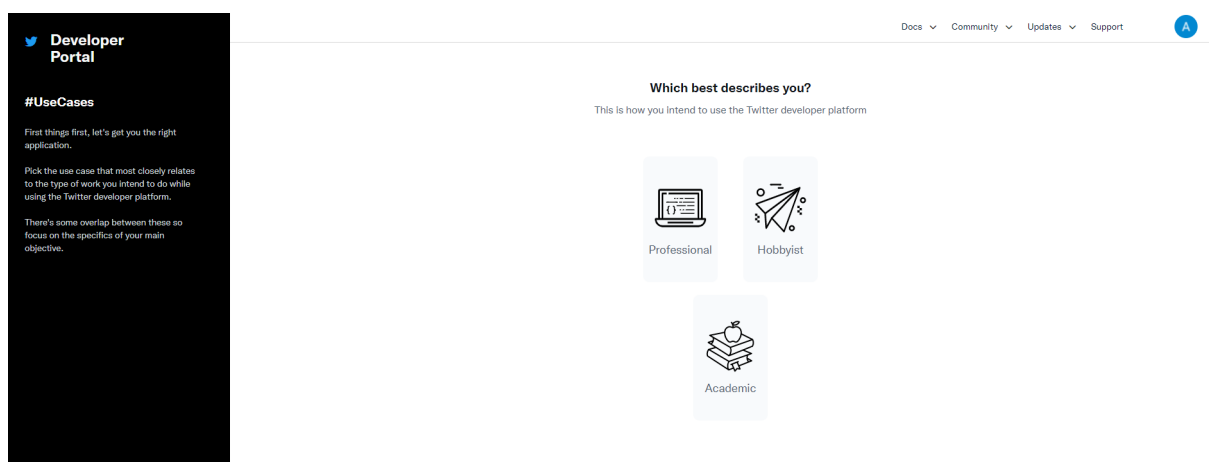 Developer
Portal
#UseCases
First things first, let's get you the right
application.
Pick the use case that most closely relates
to the type of work you intend to do while
using the Twitter developer platform.
There's some overlap between these so
focus on the specifics of your main
objective.
Docs Community Updates Support A
Which best describes you?
This is how you intend to use the Twitter developer platform
Professional Hobbyist
Academic